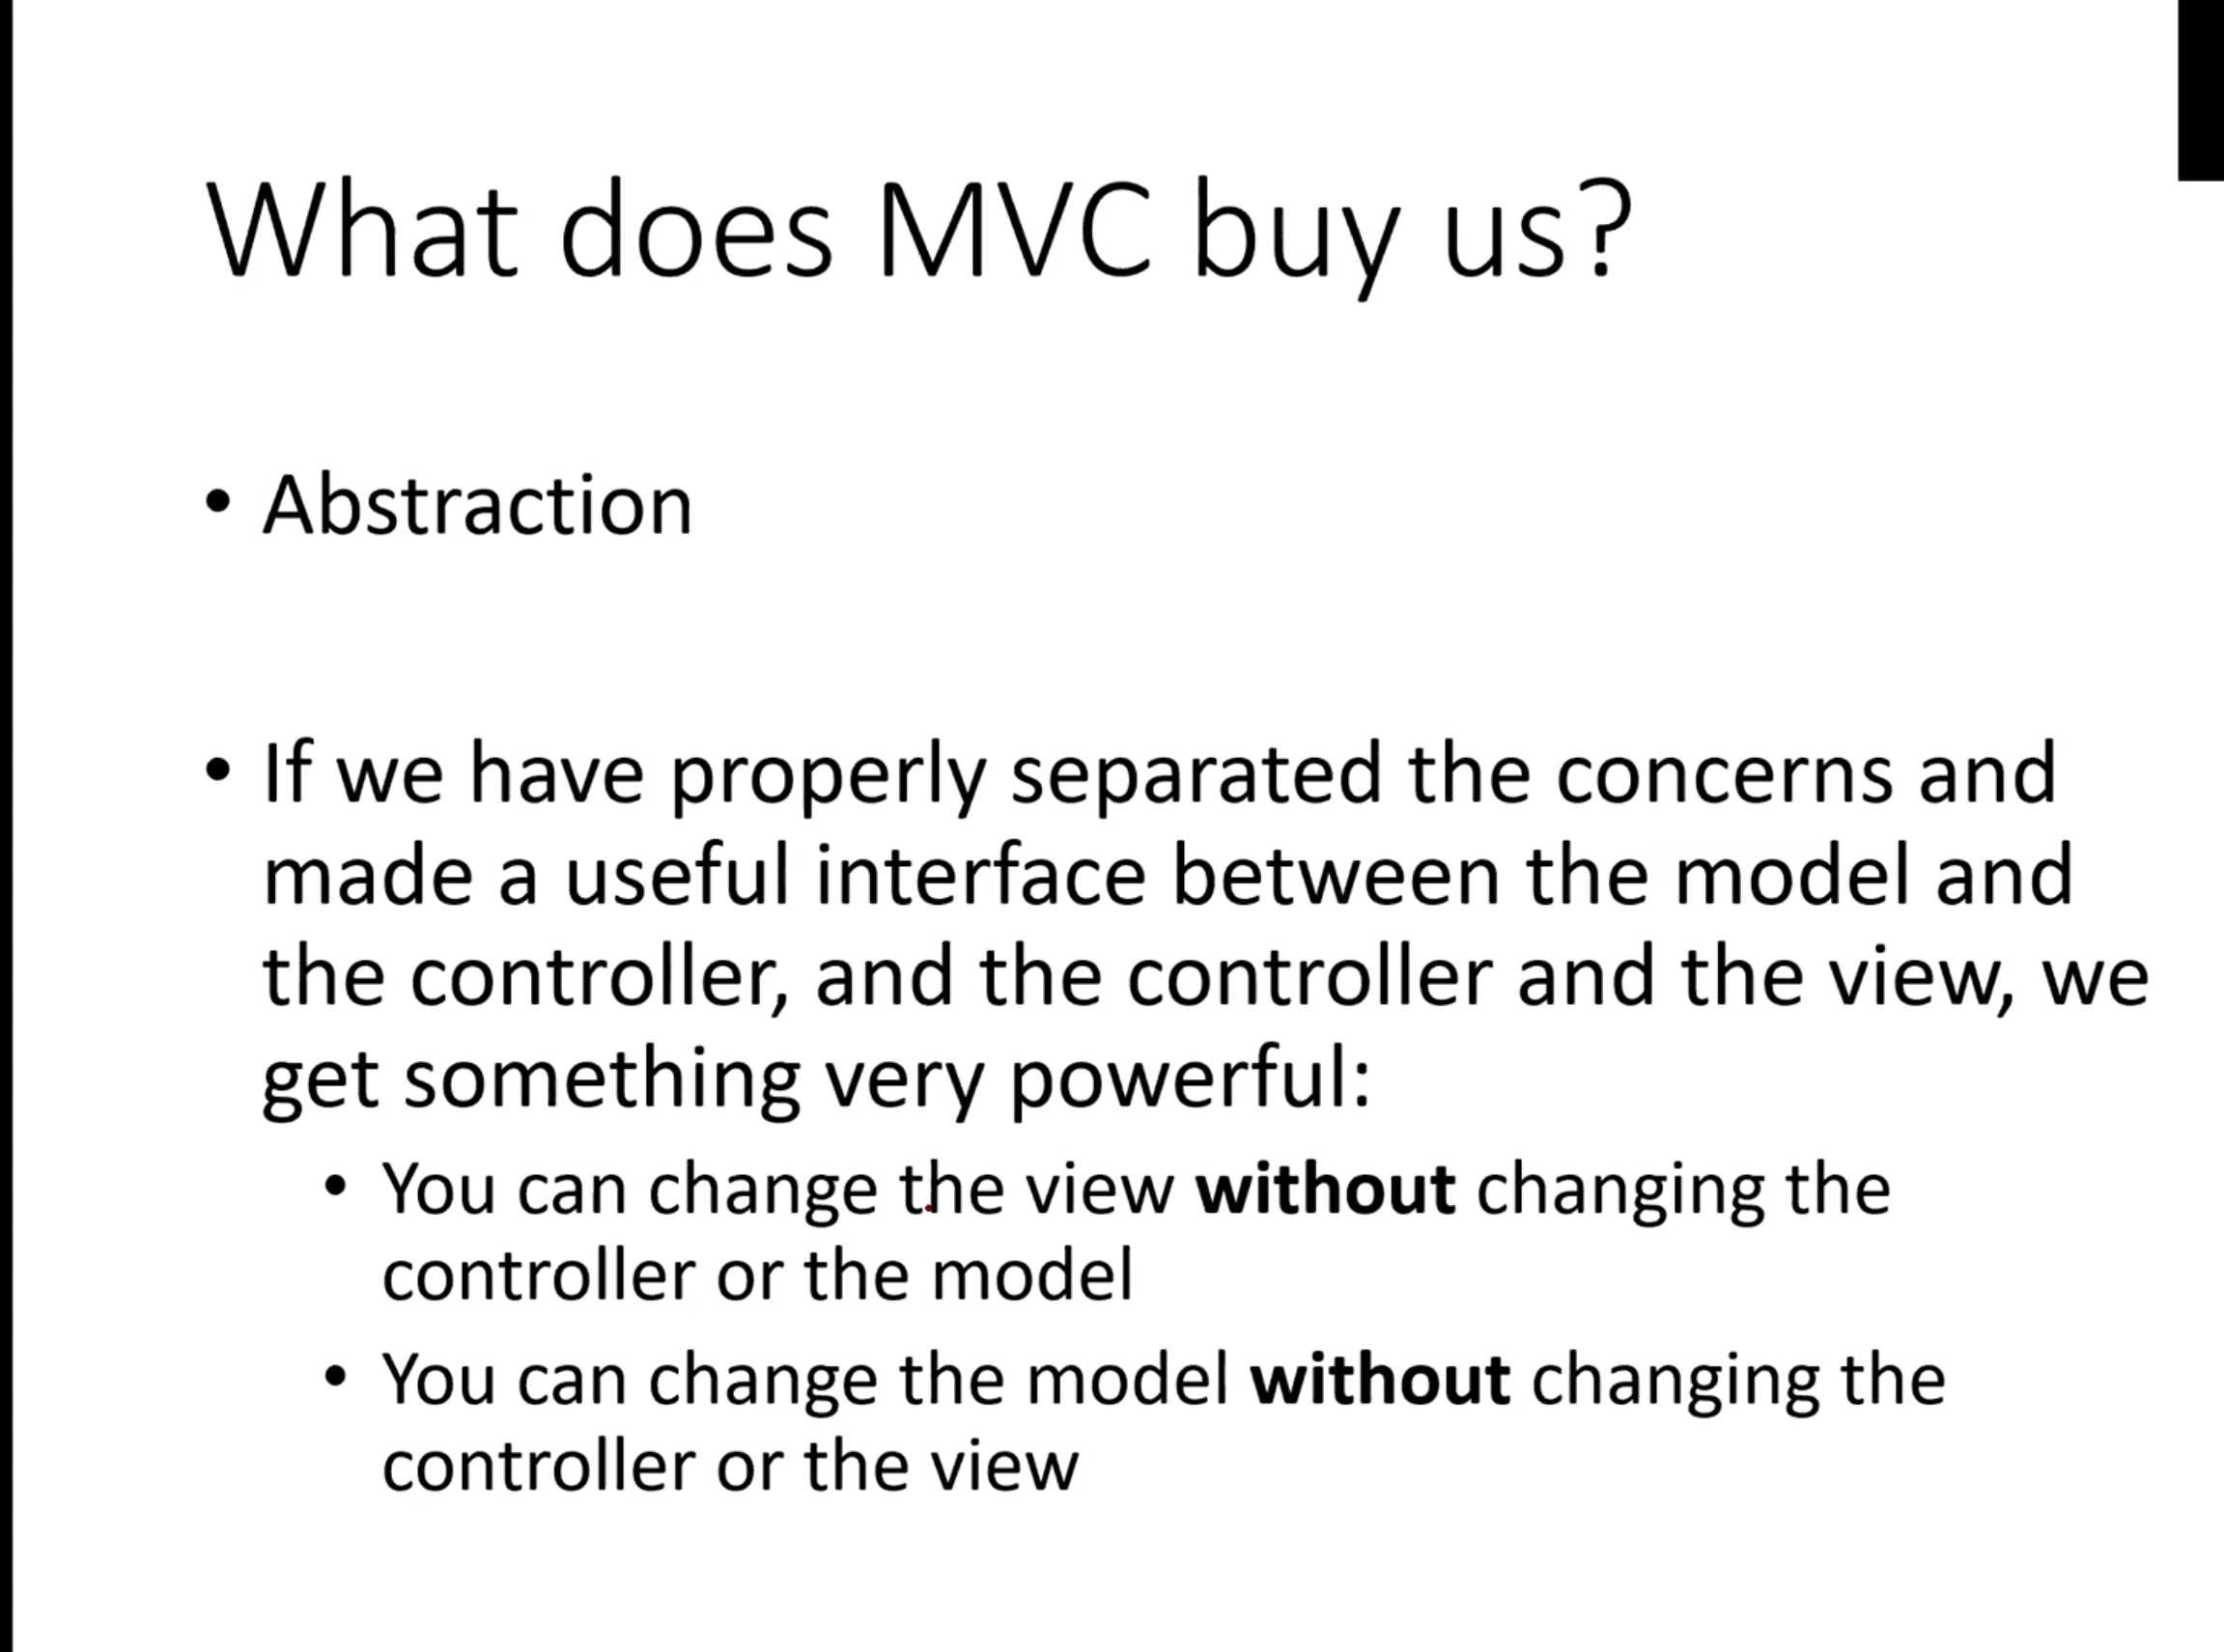 What does MVC buy us?
• Abstraction
• If we have properly separated the concerns and
made a useful interface between the model and
the controller, and the controller and the view, we
get something very powerful:
• You can change the view without changing the
controller or the model
• You can change the model without changing the
controller or the view